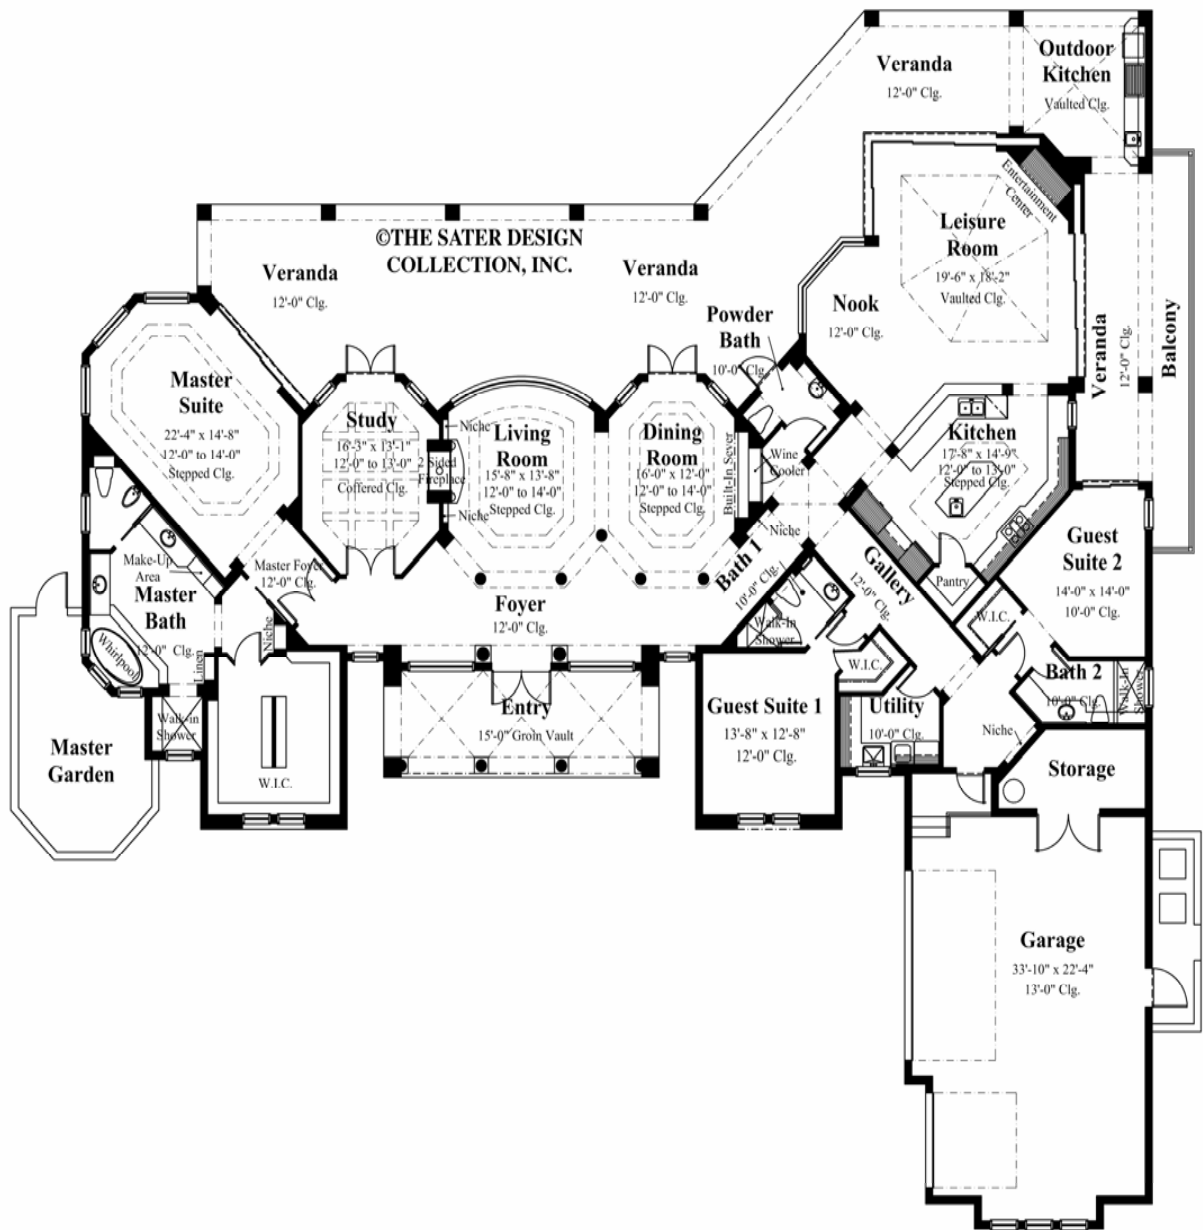 Outdoor
Kitchen
Vaulted Clg.
Veranda
12'-0" Clg.
Entertainment
Center
Leisure
Room
19'-6" x 18'-2"
Vaulted Clg.
©THE SATER DESIGN
COLLECTION, INC.
Veranda
12'-0" Clg.
Veranda
12'-0" Clg.
Nook
12'-0" Clg.
Veranda
12'-0" Clg.
Balcony
Powder
Bath
10'-0" Clg.
Master
Suite
22'-4" x 14'-8"
12'-0" to 14'-0"
Stepped Clg.
Study
16'-3" x 13'-1"
12'-0" to 13'-0"
Coffered Clg.
Niche
2 Sided
Fireplace
Niche
Living
Room
15'-8" x 13'-8"
12'-0" to 14'-0"
Stepped Clg.
Dining
Room
16'-0" x 12'-0"
12'-0" to 14'-0"
Stepped Clg.
Built-In Sever
Wine
Cooler
Niche
Kitchen
17'-8" x 14'-9"
12'-0" to 13'-0"
Stepped Clg.
Guest
Suite 2
14'-0" x 14'-0"
10'-0" Clg.
Make-Up
Area
Master
Bath
12'-0" Clg.
Whirlpool
Linen
Master Foyer
12'-0" Clg.
Niche
Foyer
12'-0" Clg.
Bath 1
10'-0" Clg.
Walk-In
Shower
Gallery
12'-0" Clg.
Pantry
W.I.C.
W.I.C.
Bath 2
10'-0" Clg.
Walk-In
Shower
Master
Garden
Walk-in
Shower
W.I.C.
Entry
15'-0" Groin Vault
Guest Suite 1
13'-8" x 12'-8"
12'-0" Clg.
Utility
10'-0" Clg.
Niche
Storage
Garage
33'-10" x 22'-4"
13'-0" Clg.